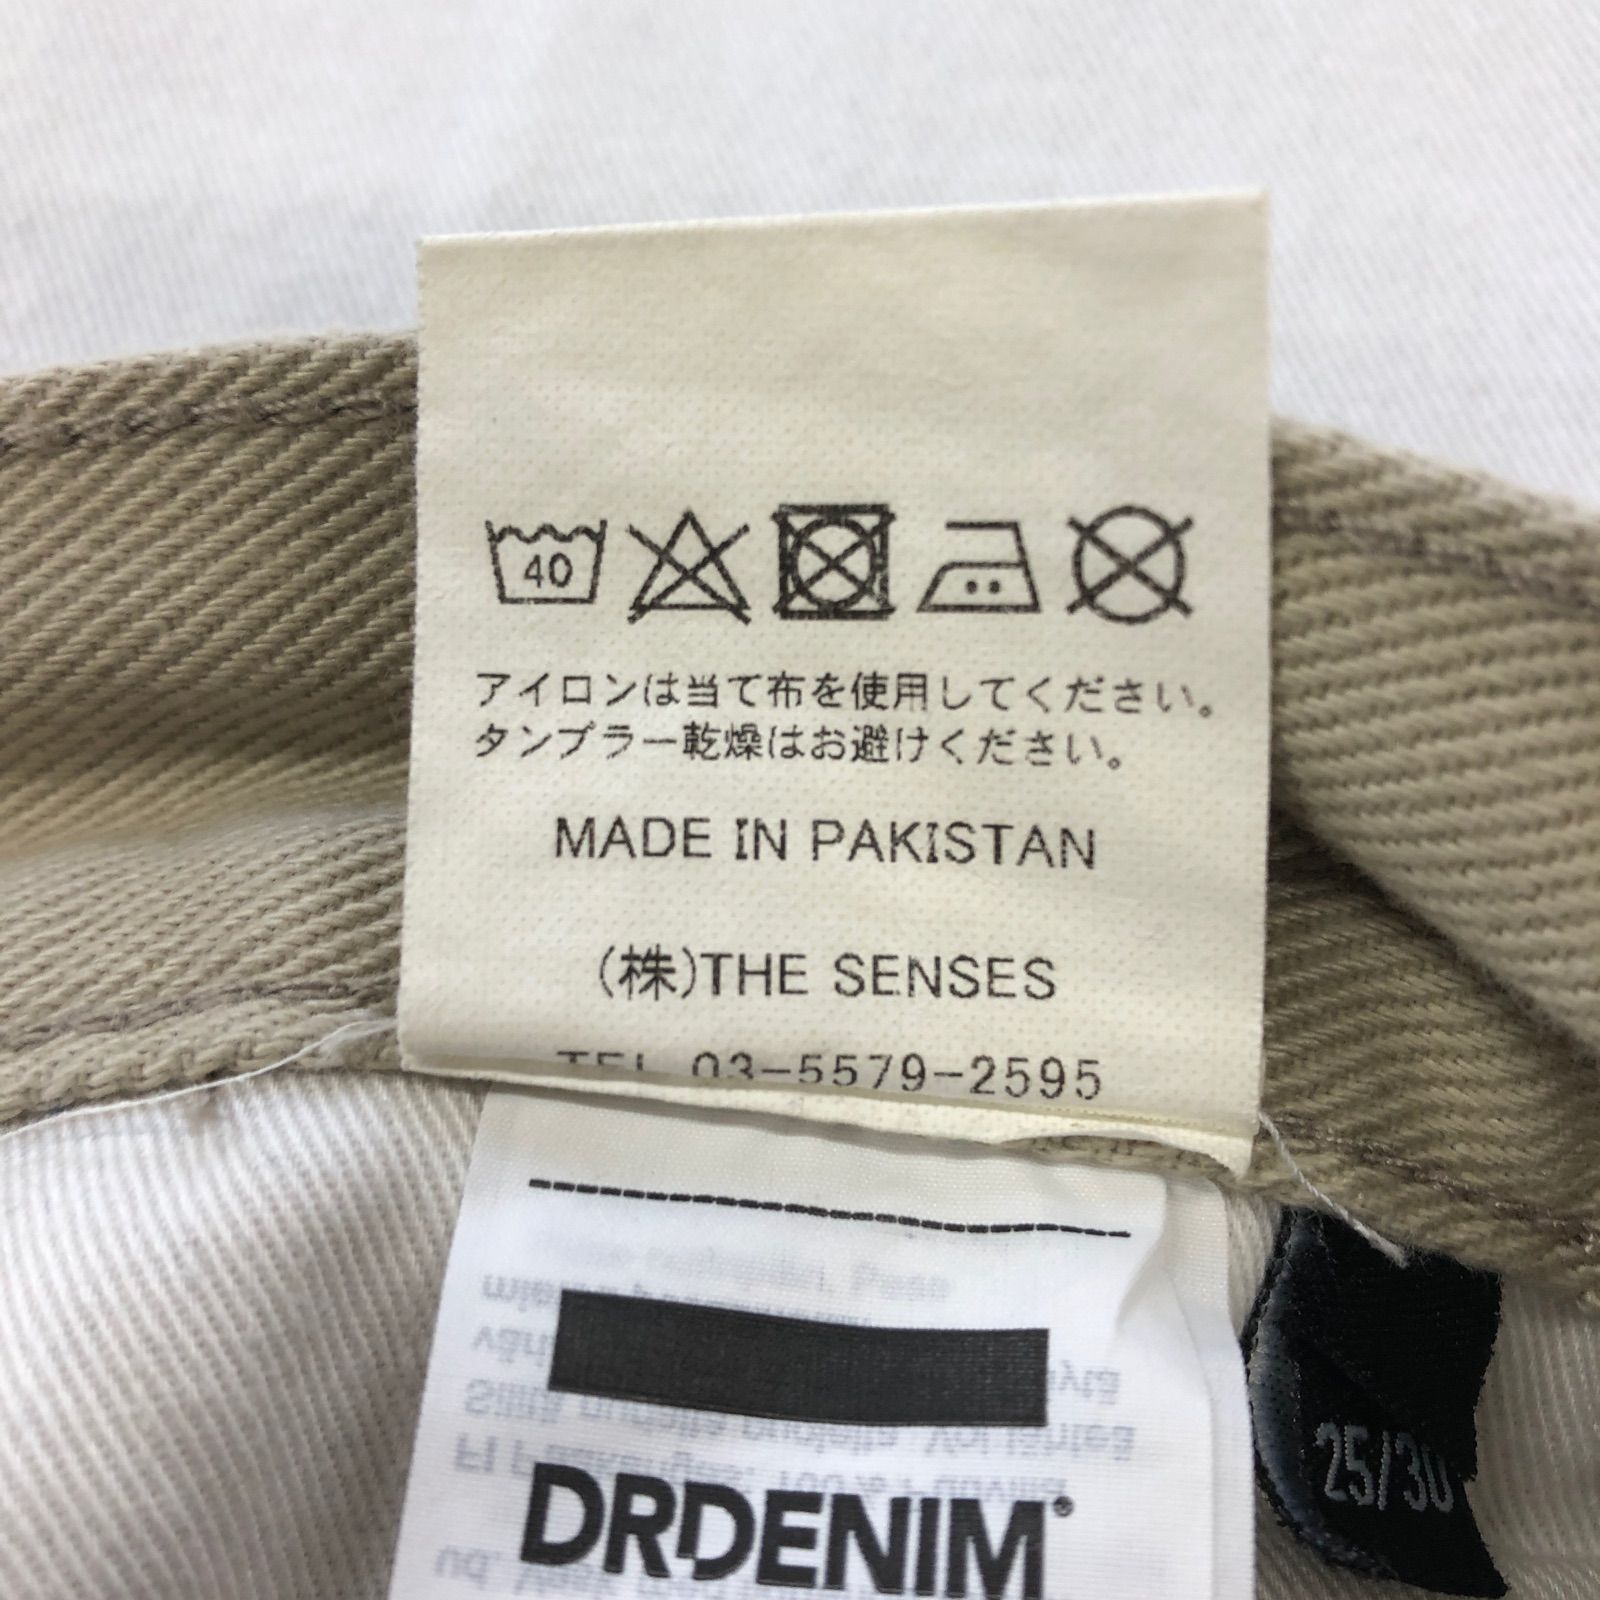 40
アイロンは当て布を使用してください。
タンブラー乾燥はお避けください。
MADE IN PAKISTAN
(株)THE SENSES
TEL 03-5579-2595
DRDENIM®
25/30